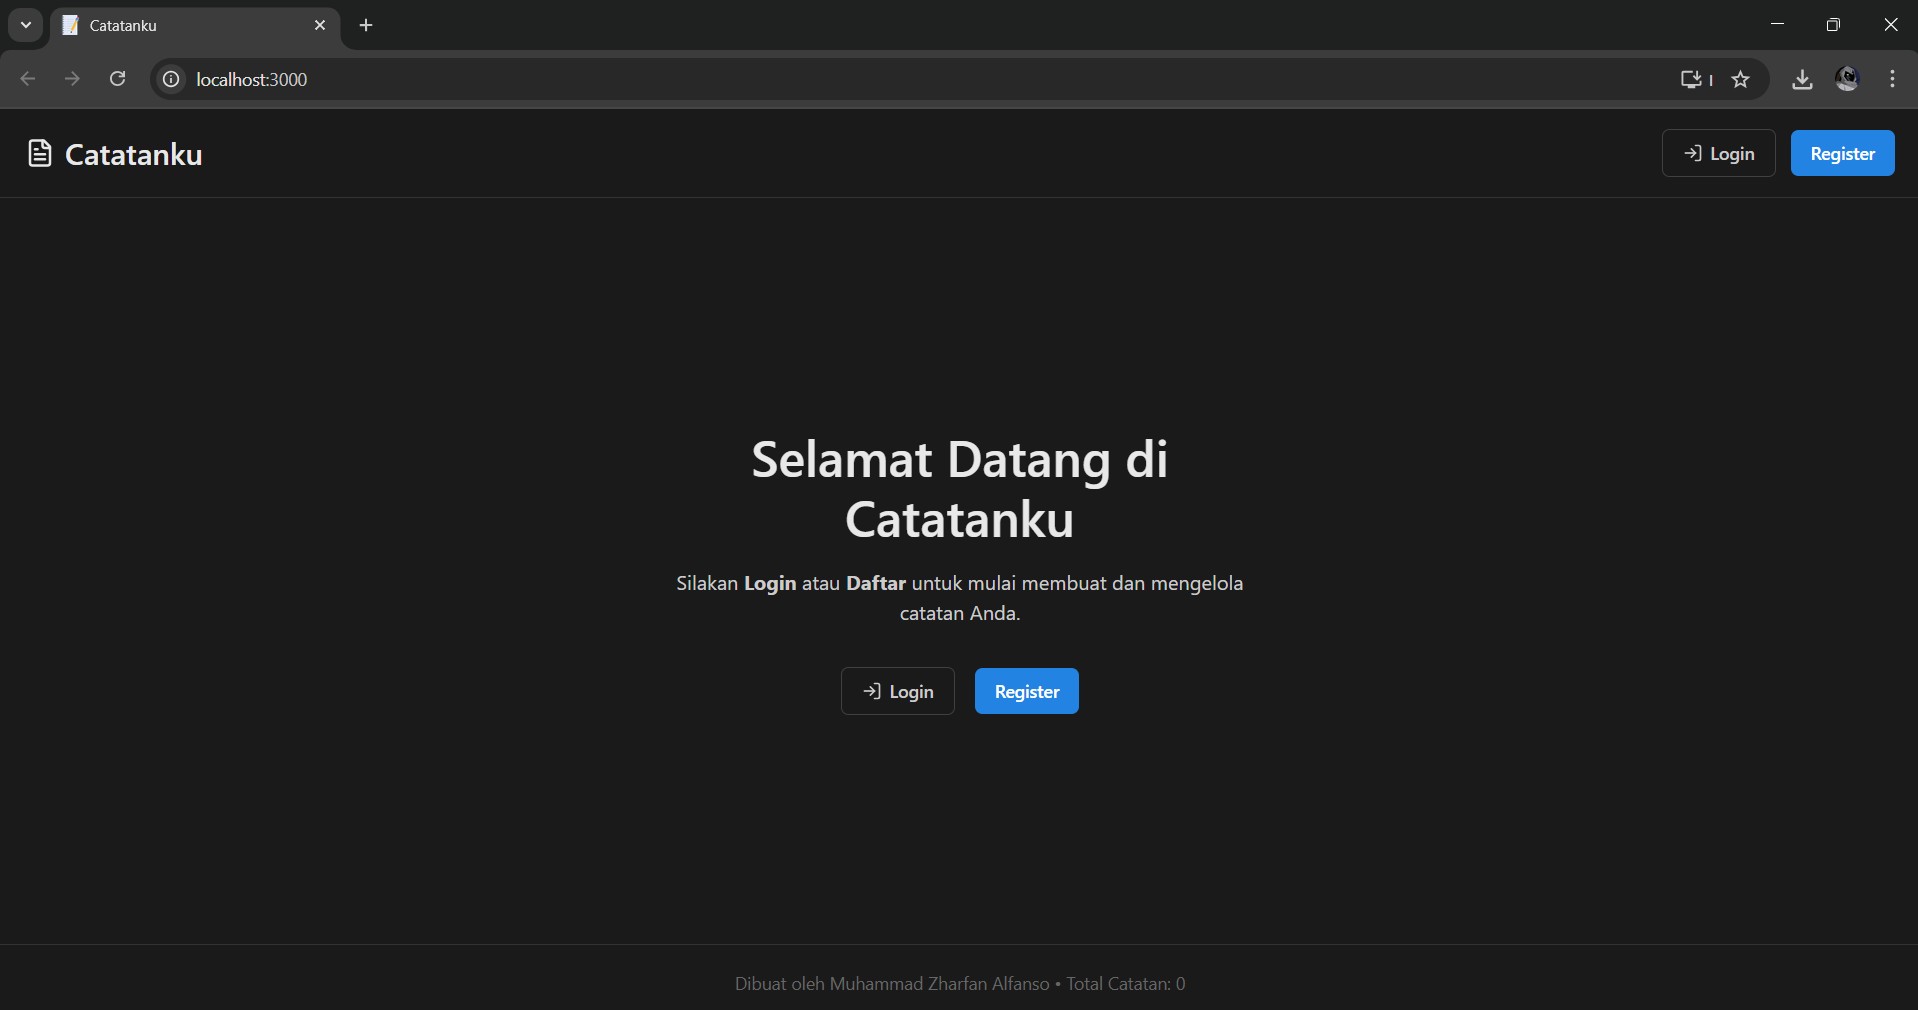 Catatanku
localhost:3000
Catatanku
Login
Register
Selamat Datang di
Catatanku
Silakan Login atau Daftar untuk mulai membuat dan mengelola
catatan Anda.
Login
Register
Dibuat oleh Muhammad Zharfan Alfanso • Total Catatan: 0